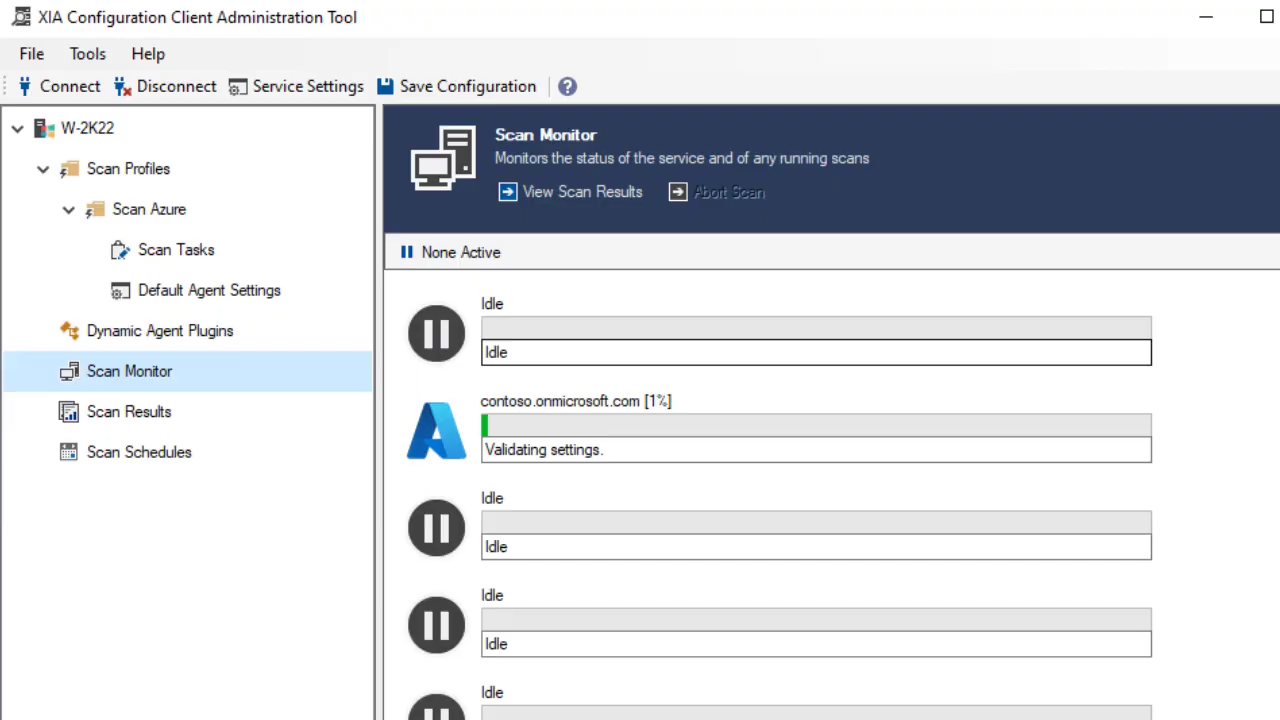 XIA Configuration Client Administration Tool
File Tools Help
Connect Disconnect Service Settings Save Configuration
W-2K22
Scan Profiles
Scan Azure
Scan Tasks
Default Agent Settings
Dynamic Agent Plugins
Scan Monitor
Scan Results
Scan Schedules
Scan Monitor
Monitors the status of the service and of any running scans
View Scan Results Abort Scan
None Active
Idle
Idle
contoso.onmicrosoft.com [1%]
Validating settings.
Idle
Idle
Idle
Idle
Idle